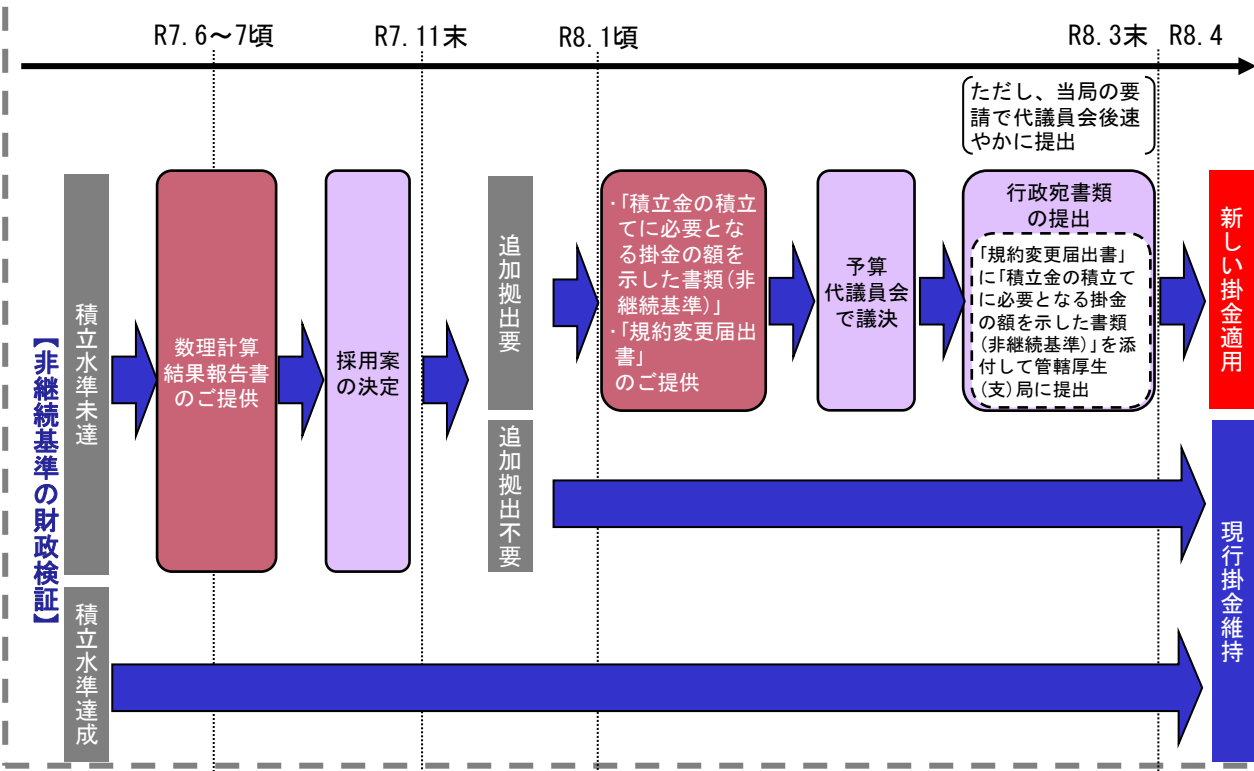 R7.6～7頃
R7.11末
R8.1頃
R8.3末
R8.4
ただし、当局の要
請で代議員会後速
やかに提出
【非継続基準の財政検証】
積立水準未達
数理計算
結果報告書
のご提供
採用案
の決定
追加拠出要
・「積立金の積立
てに必要とな
る掛金の額を
示した書類(非
継続基準)」
・「規約変更届出
書」
のご提供
予算
代議員会
で議決
行政宛書類
の提出
「規約変更届出書」
に「積立金の積立て
に必要となる掛金
の額を示した書類
(非継続基準)」を添
付して管轄厚生
(支)局に提出
新しい掛金適用
追加拠出不要
現行掛金維持
積立水準達成